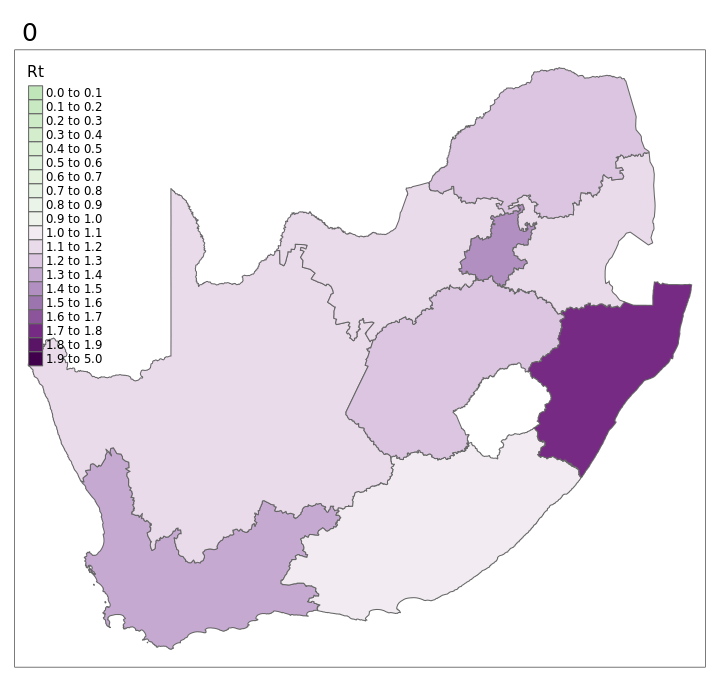 0
Rt
0.0 to 0.1
0.1 to 0.2
0.2 to 0.3
0.3 to 0.4
0.4 to 0.5
0.5 to 0.6
0.6 to 0.7
0.7 to 0.8
0.8 to 0.9
0.9 to 1.0
1.0 to 1.1
1.1 to 1.2
1.2 to 1.3
1.3 to 1.4
1.4 to 1.5
1.5 to 1.6
1.6 to 1.7
1.7 to 1.8
1.8 to 1.9
1.9 to 5.0